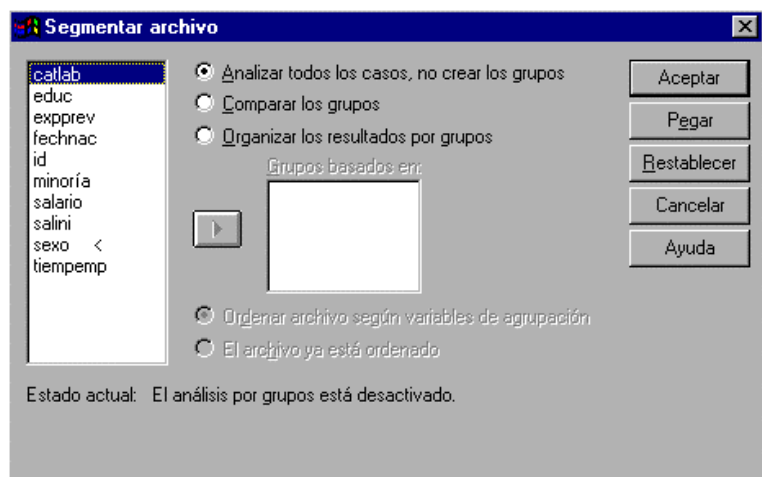 Segmentar archivo
catlab
educ
expprev
fechnac
id
minoría
salario
salini
sexo <
tiempemp
Analizar todos los casos, no crear los grupos
Comparar los grupos
Organizar los resultados por grupos
Grupos basados en:
Ordenar archivo según variables de agrupación
El archivo ya está ordenado
Aceptar
Pegar
Restablecer
Cancelar
Ayuda
Estado actual: El análisis por grupos está desactivado.